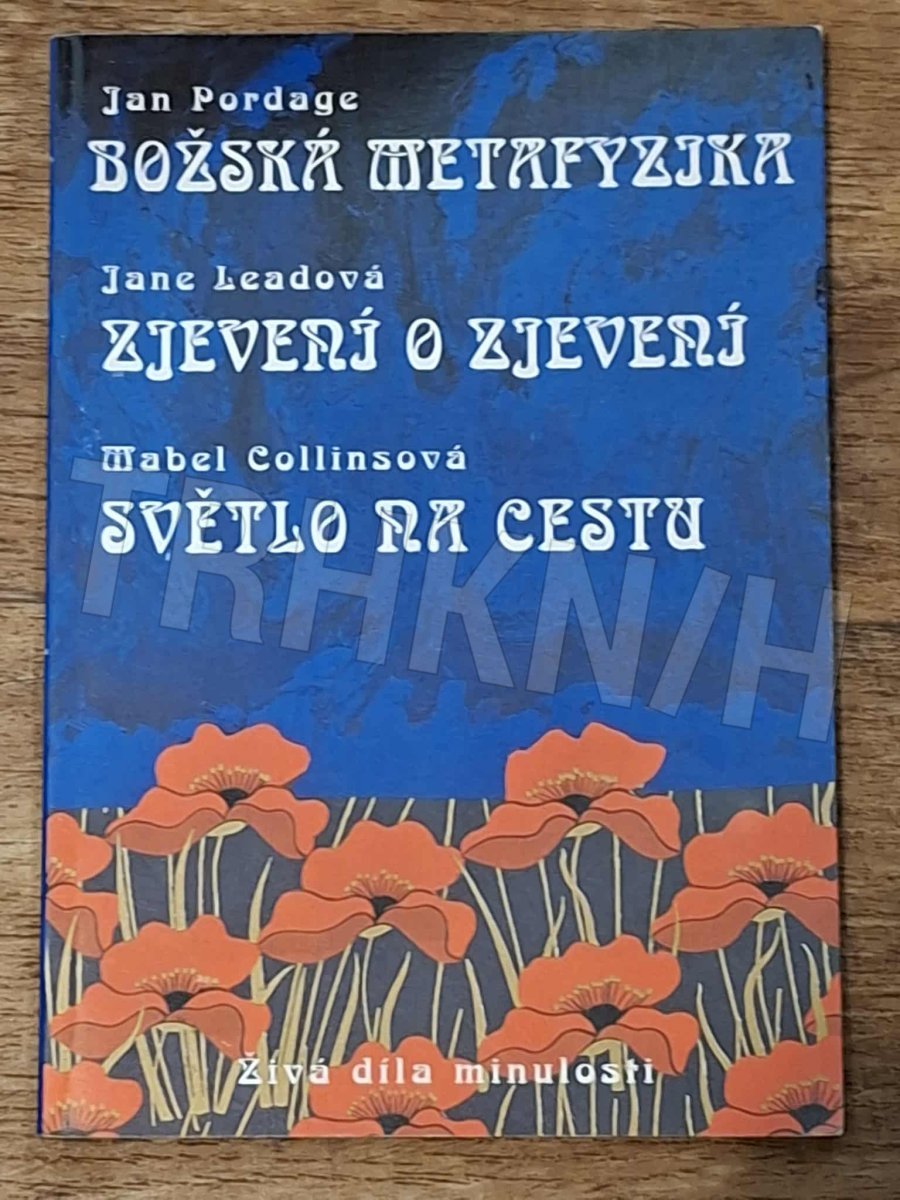 Jan Pordage
BOŽSKÁ METAFYZIKA
Jane Leadová
ZJEVENÍ O ZJEVENÍ
Mabel Collinsová
SVĚTLO NA CESTU
TRHKNIH
Živá díla minulosti